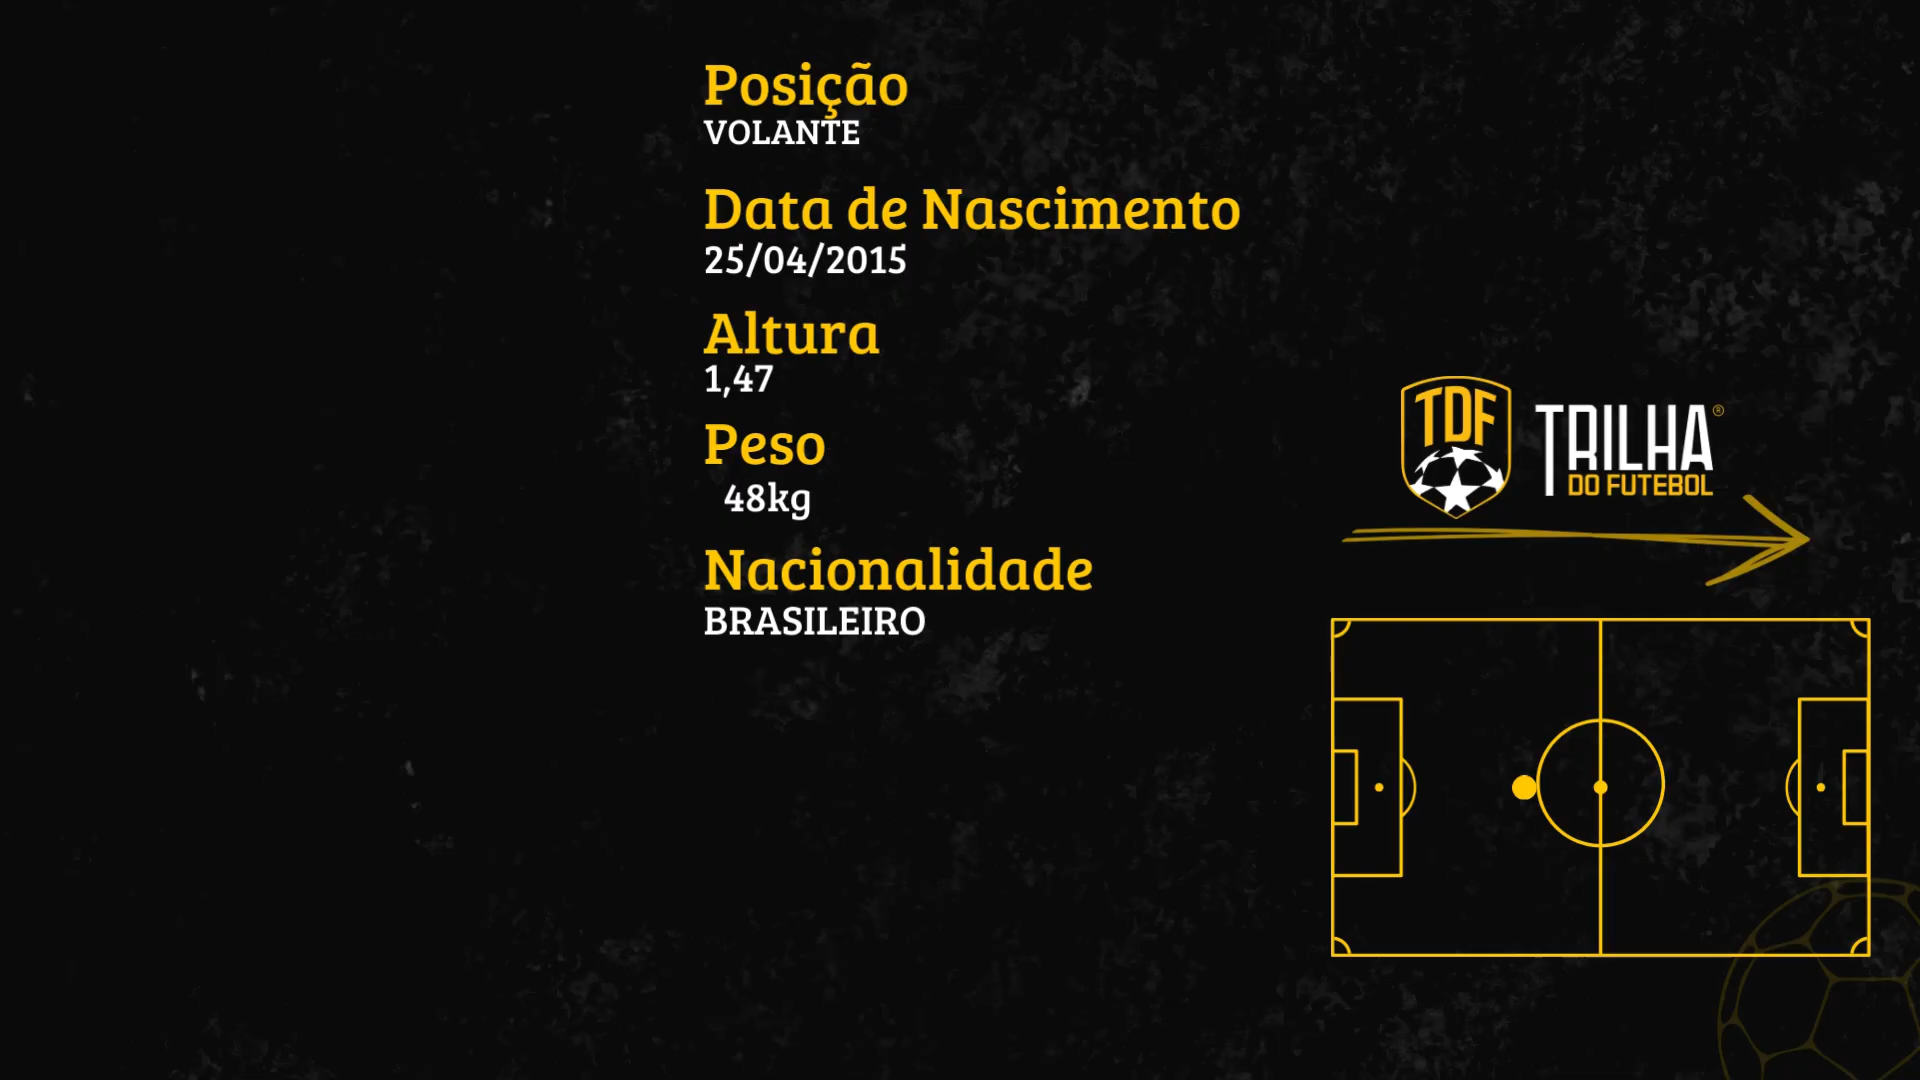 Posição
VOLANTE
Data de Nascimento
25/04/2015
Altura
1,47
Peso
48kg
Nacionalidade
BRASILEIRO
TDF
TRILHA®
DO FUTEBOL